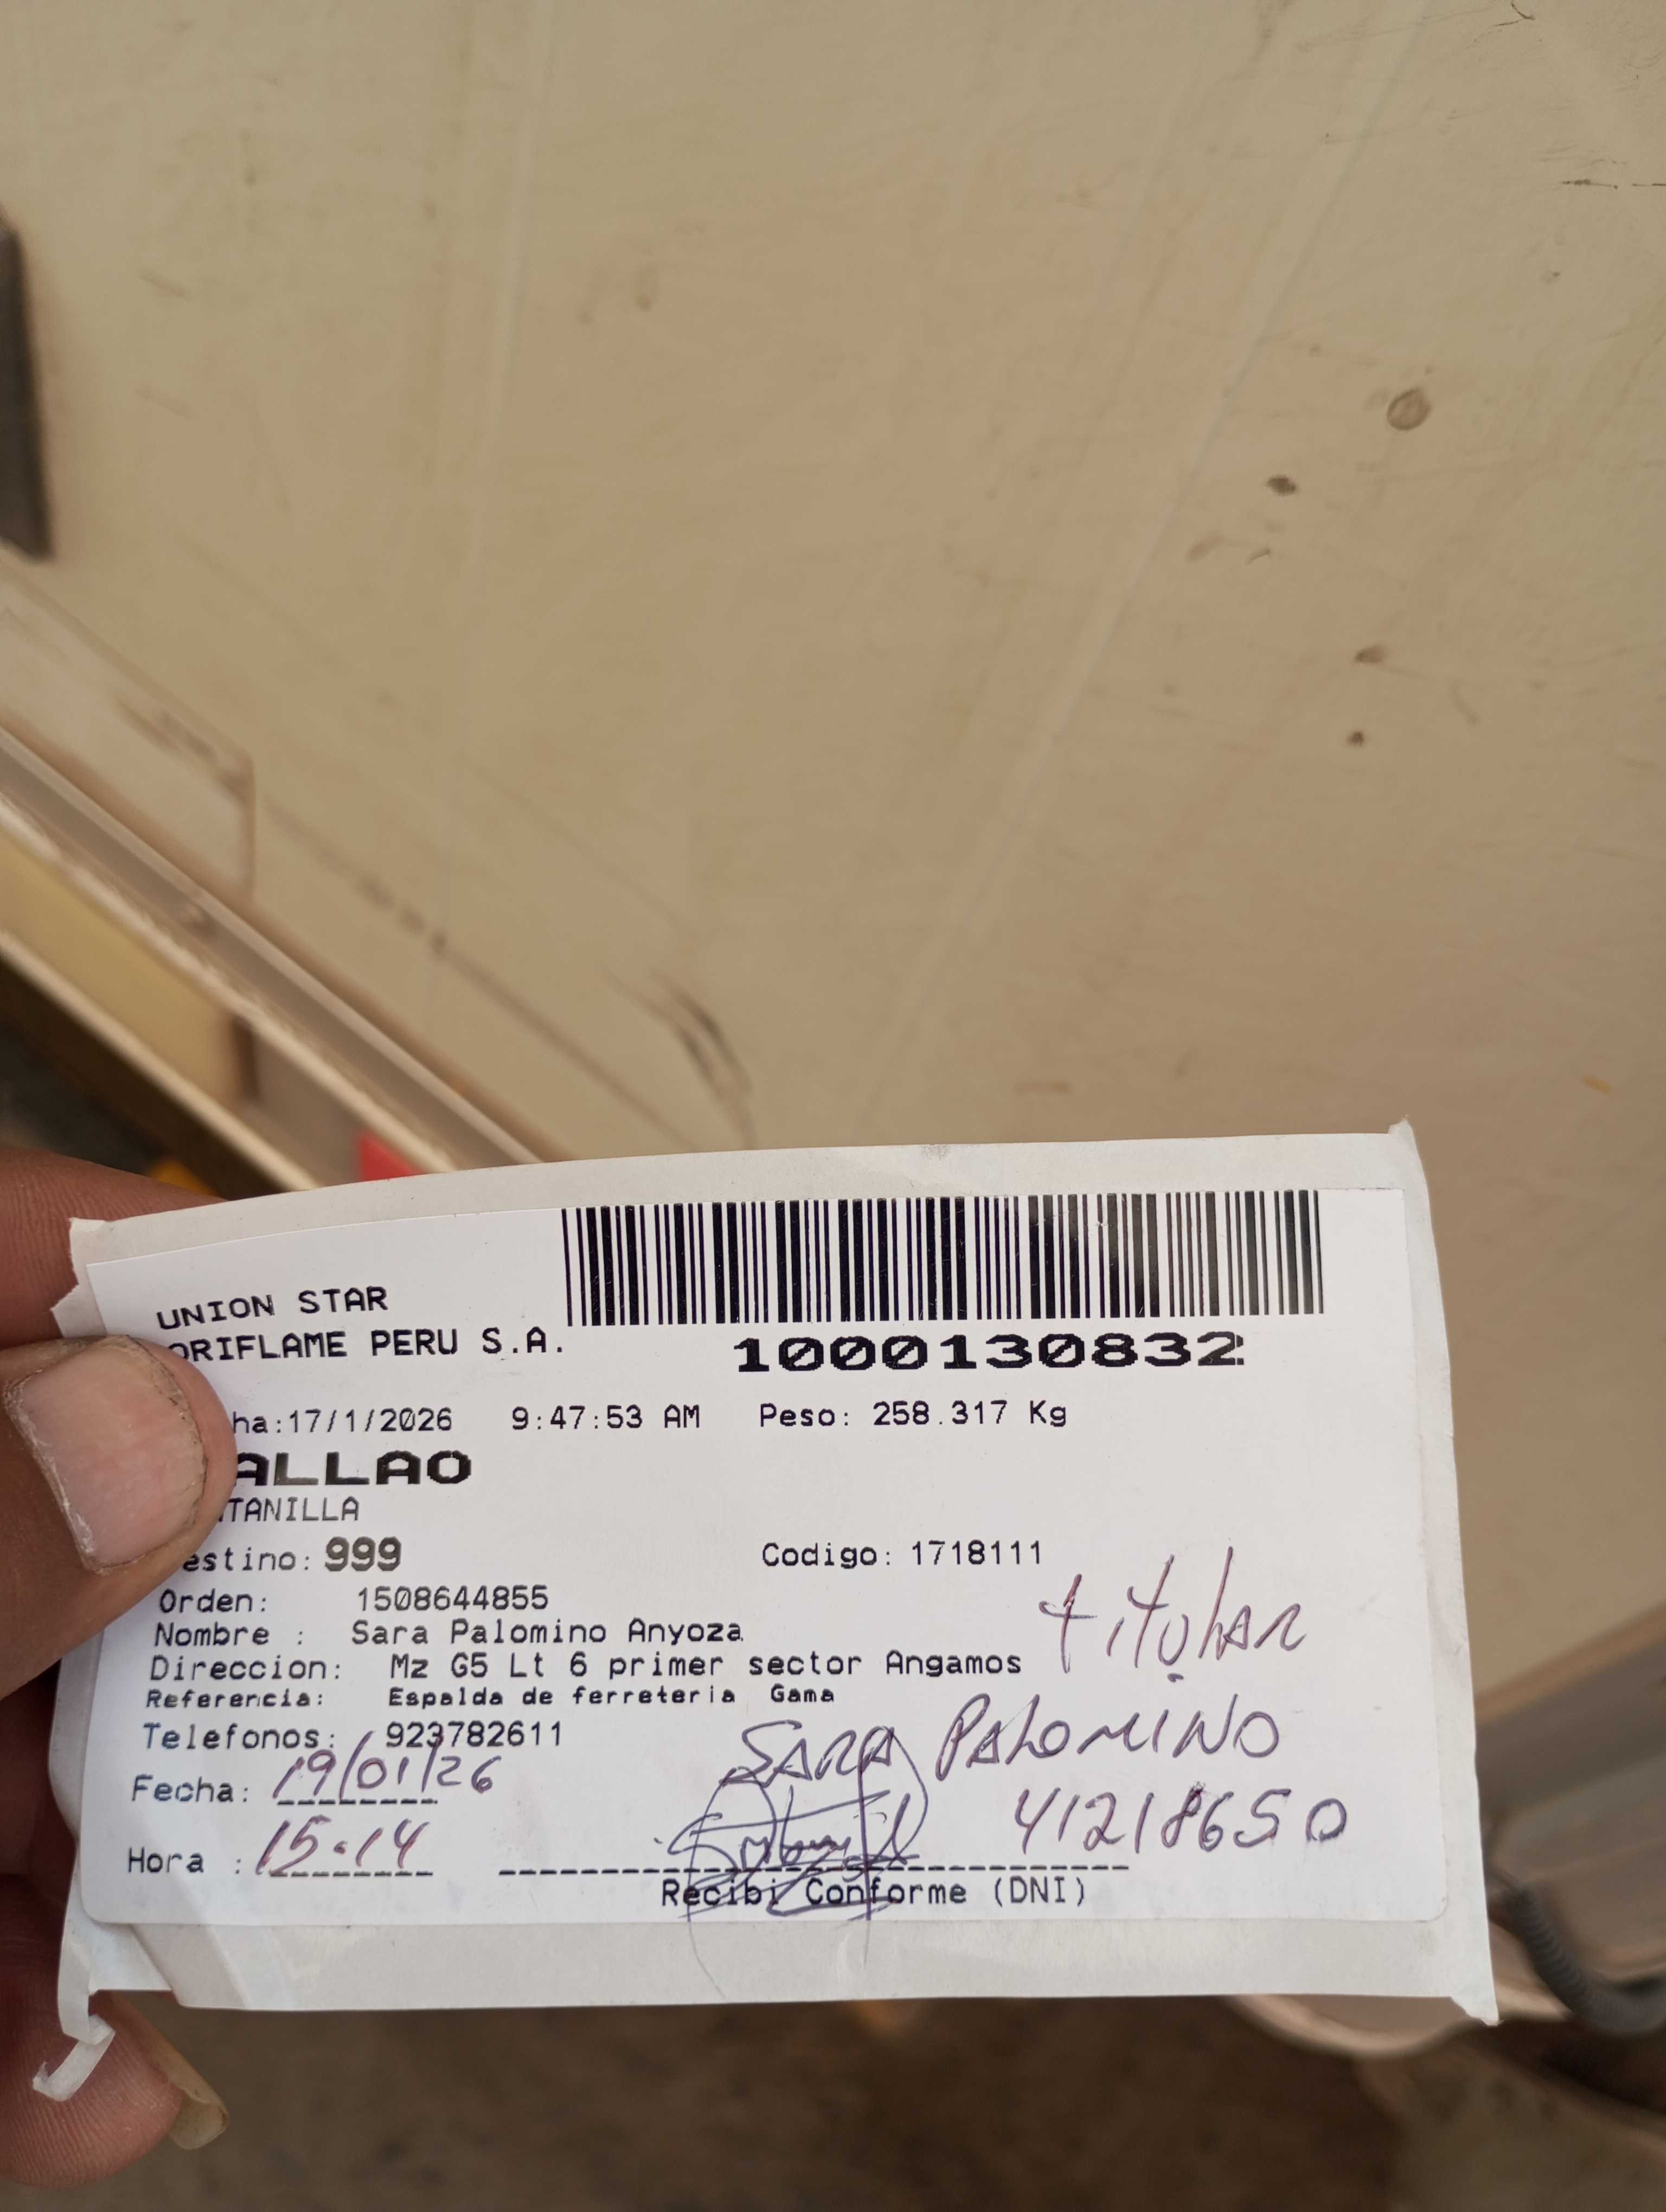 UNION STAR
ORIFLAME PERU S.A.
1000130832
ha:17/1/2026 9:47:53 AM Peso: 258.317 Kg
ALLAO
TANILLA
estino: 999 Codigo: 1718111
Orden: 1508644855
Nombre : Sara Palomino Anyoza
Direccion: Mz G5 Lt 6 primer sector Angamos
titular
Referencia: Espalda de ferreteria Gama
Telefonos: 923782611
SARA PALOMINO
Fecha: 19/01/26
41218650
Hora : 15.14
Recibi Conforme (DNI)